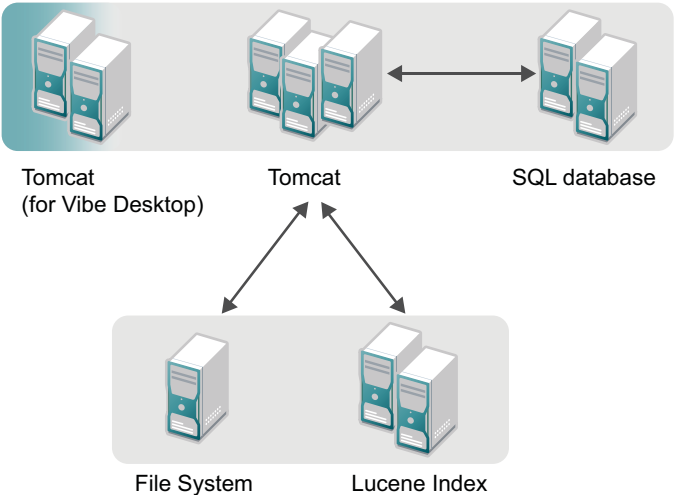 Tomcat
(for Vibe Desktop)
Tomcat
SQL database
File System
Lucene Index